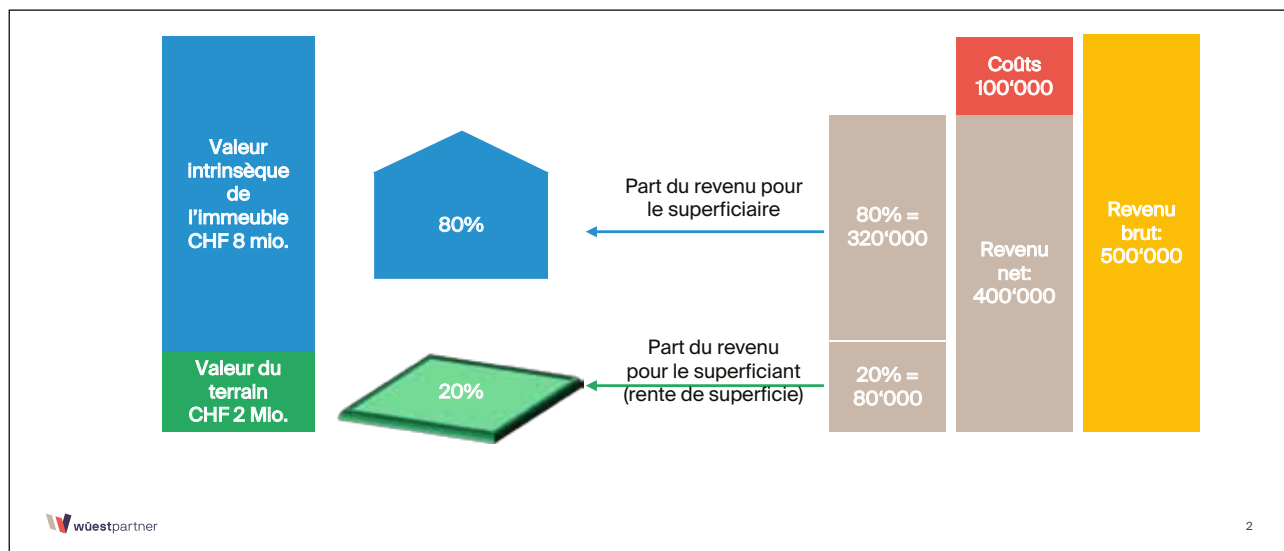 Valeur
intrinsèque
de
l'immeuble
CHF 8 mio.
Valeur du
terrain
CHF 2 Mio.
80%
20%
Part du revenu pour
le superficiaire
Part du revenu
pour le superficiant
(rente de superficie)
80% =
320‘000
20% =
80‘000
Coûts
100‘000
Revenu
net:
400‘000
Revenu
brut:
500‘000
wüestpartner
2